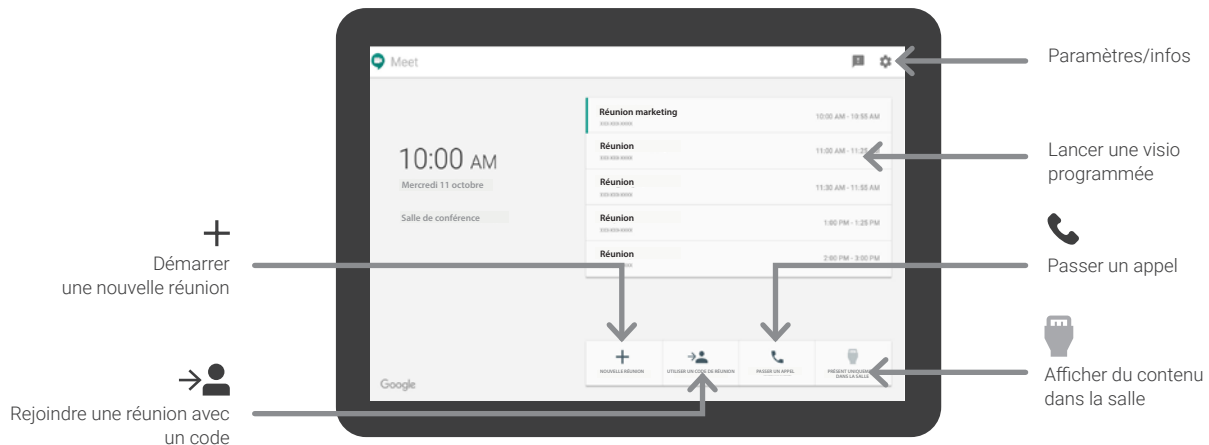 Meet
Paramètres/infos
Réunion marketing
10:00 AM - 10:55 AM
10:00 AM
Mercredi 11 octobre
Salle de conférence
Réunion
11:00 AM - 11:25
Lancer une visio
programmée
Réunion
11:30 AM - 11:55 AM
Réunion
1:00 PM - 1:25 PM
Réunion
2:00 PM - 3:00 PM
Démarrer
une nouvelle réunion
Passer un appel
NOUVELLE RÉUNION
UTILISER UN CODE DE RÉUNION
PASSER UN APPEL
PRÉSENT UNIQUEMENT
DANS LA SALLE
Google
Rejoindre une réunion avec
un code
Afficher du contenu
dans la salle